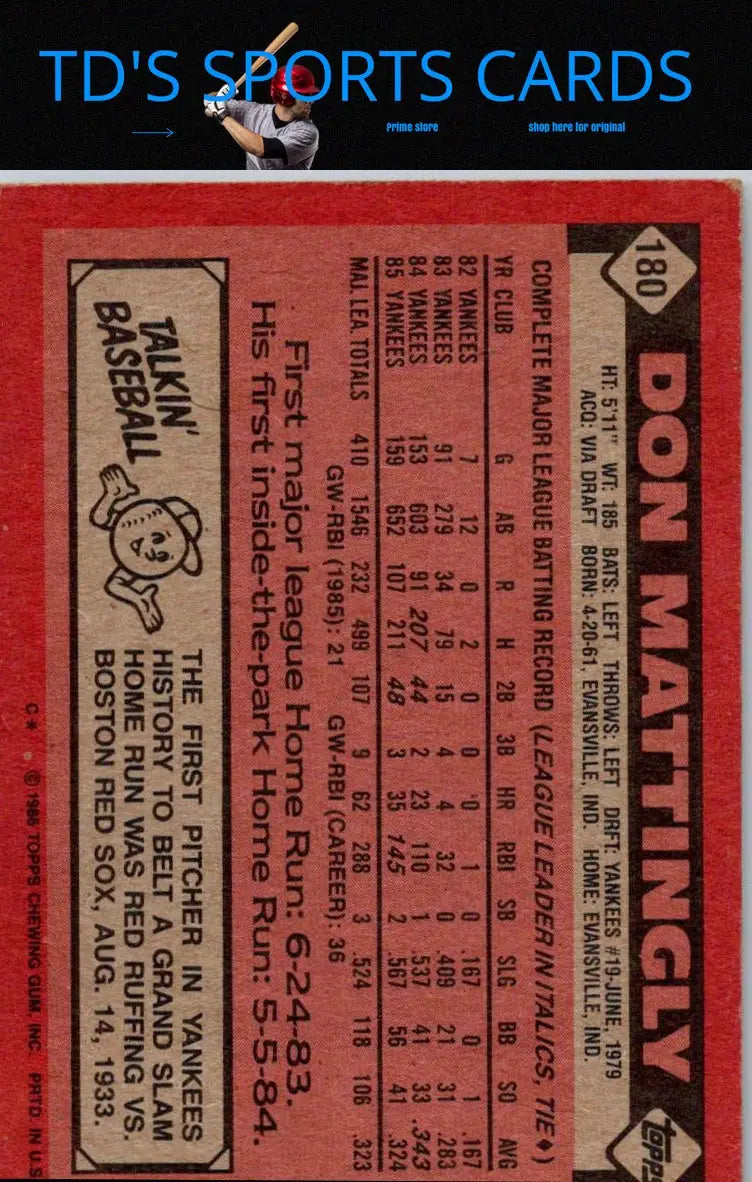 TD'S SPORTS CARDS
Prime store
shop here for original
180
DON MATTINGLY
topps
HT: 5'11" WT: 185 BATS: LEFT THROWS: LEFT DRFT: YANKEES #19-JUNE, 1979
ACQ: VIA DRAFT BORN: 4-20-61, EVANSVILLE, IND. HOME: EVANSVILLE, IND.
COMPLETE MAJOR LEAGUE BATTING RECORD (LEAGUE LEADER IN ITALICS, TIE♦)
YR CLUB G AB R H 2B 3B HR RBI SB SLG BB SO AVG
82 YANKEES 7 12 0 2 0 0 0 1 0 .167 0 1 .167
83 YANKEES 91 279 34 79 15 4 4 32 0 .409 21 31 .283
84 YANKEES 153 603 91 207 44 2 23 110 1 .537 41 33 .343
85 YANKEES 159 652 107 211 48 3 35 145 2 .567 56 41 .324
MAJ. LEA. TOTALS 410 1546 232 499 107 9 62 288 3 .524 118 106 .323
GW-RBI (1985): 21 GW-RBI (CAREER): 36
First major league Home Run: 6-24-83.
His first inside-the-park Home Run: 5-5-84.
TALKIN'
BASEBALL
THE FIRST PITCHER IN YANKEES
HISTORY TO BELT A GRAND SLAM
HOME RUN WAS RED RUFFING VS.
BOSTON RED SOX, AUG. 14, 1933.
C* © 1986 TOPPS CHEWING GUM, INC. PRTD. IN U.S